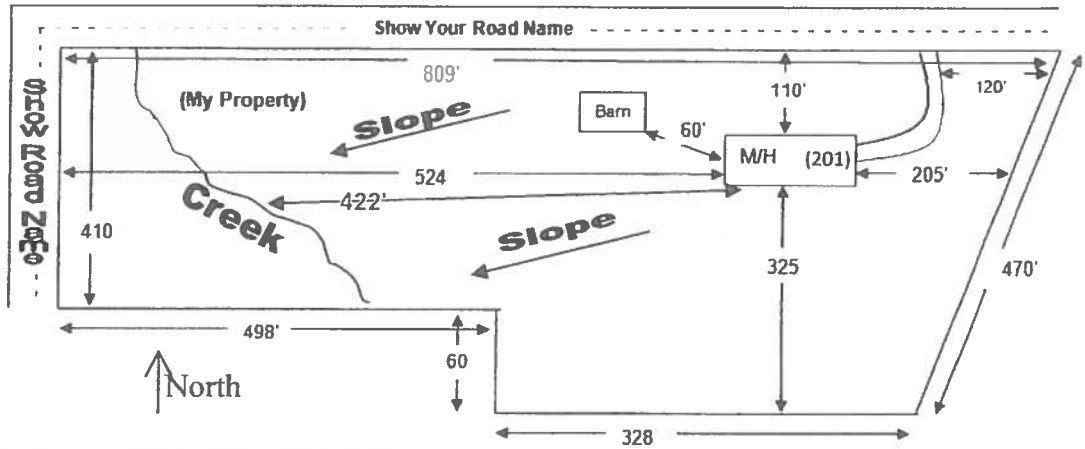 Show Your Road Name
809'
(My Property)
110'
120'
Barn
Slope
60'
M/H (201)
524
205'
422'
Show Road Name
410
Creek
Slope
325
470'
498'
60
North
328